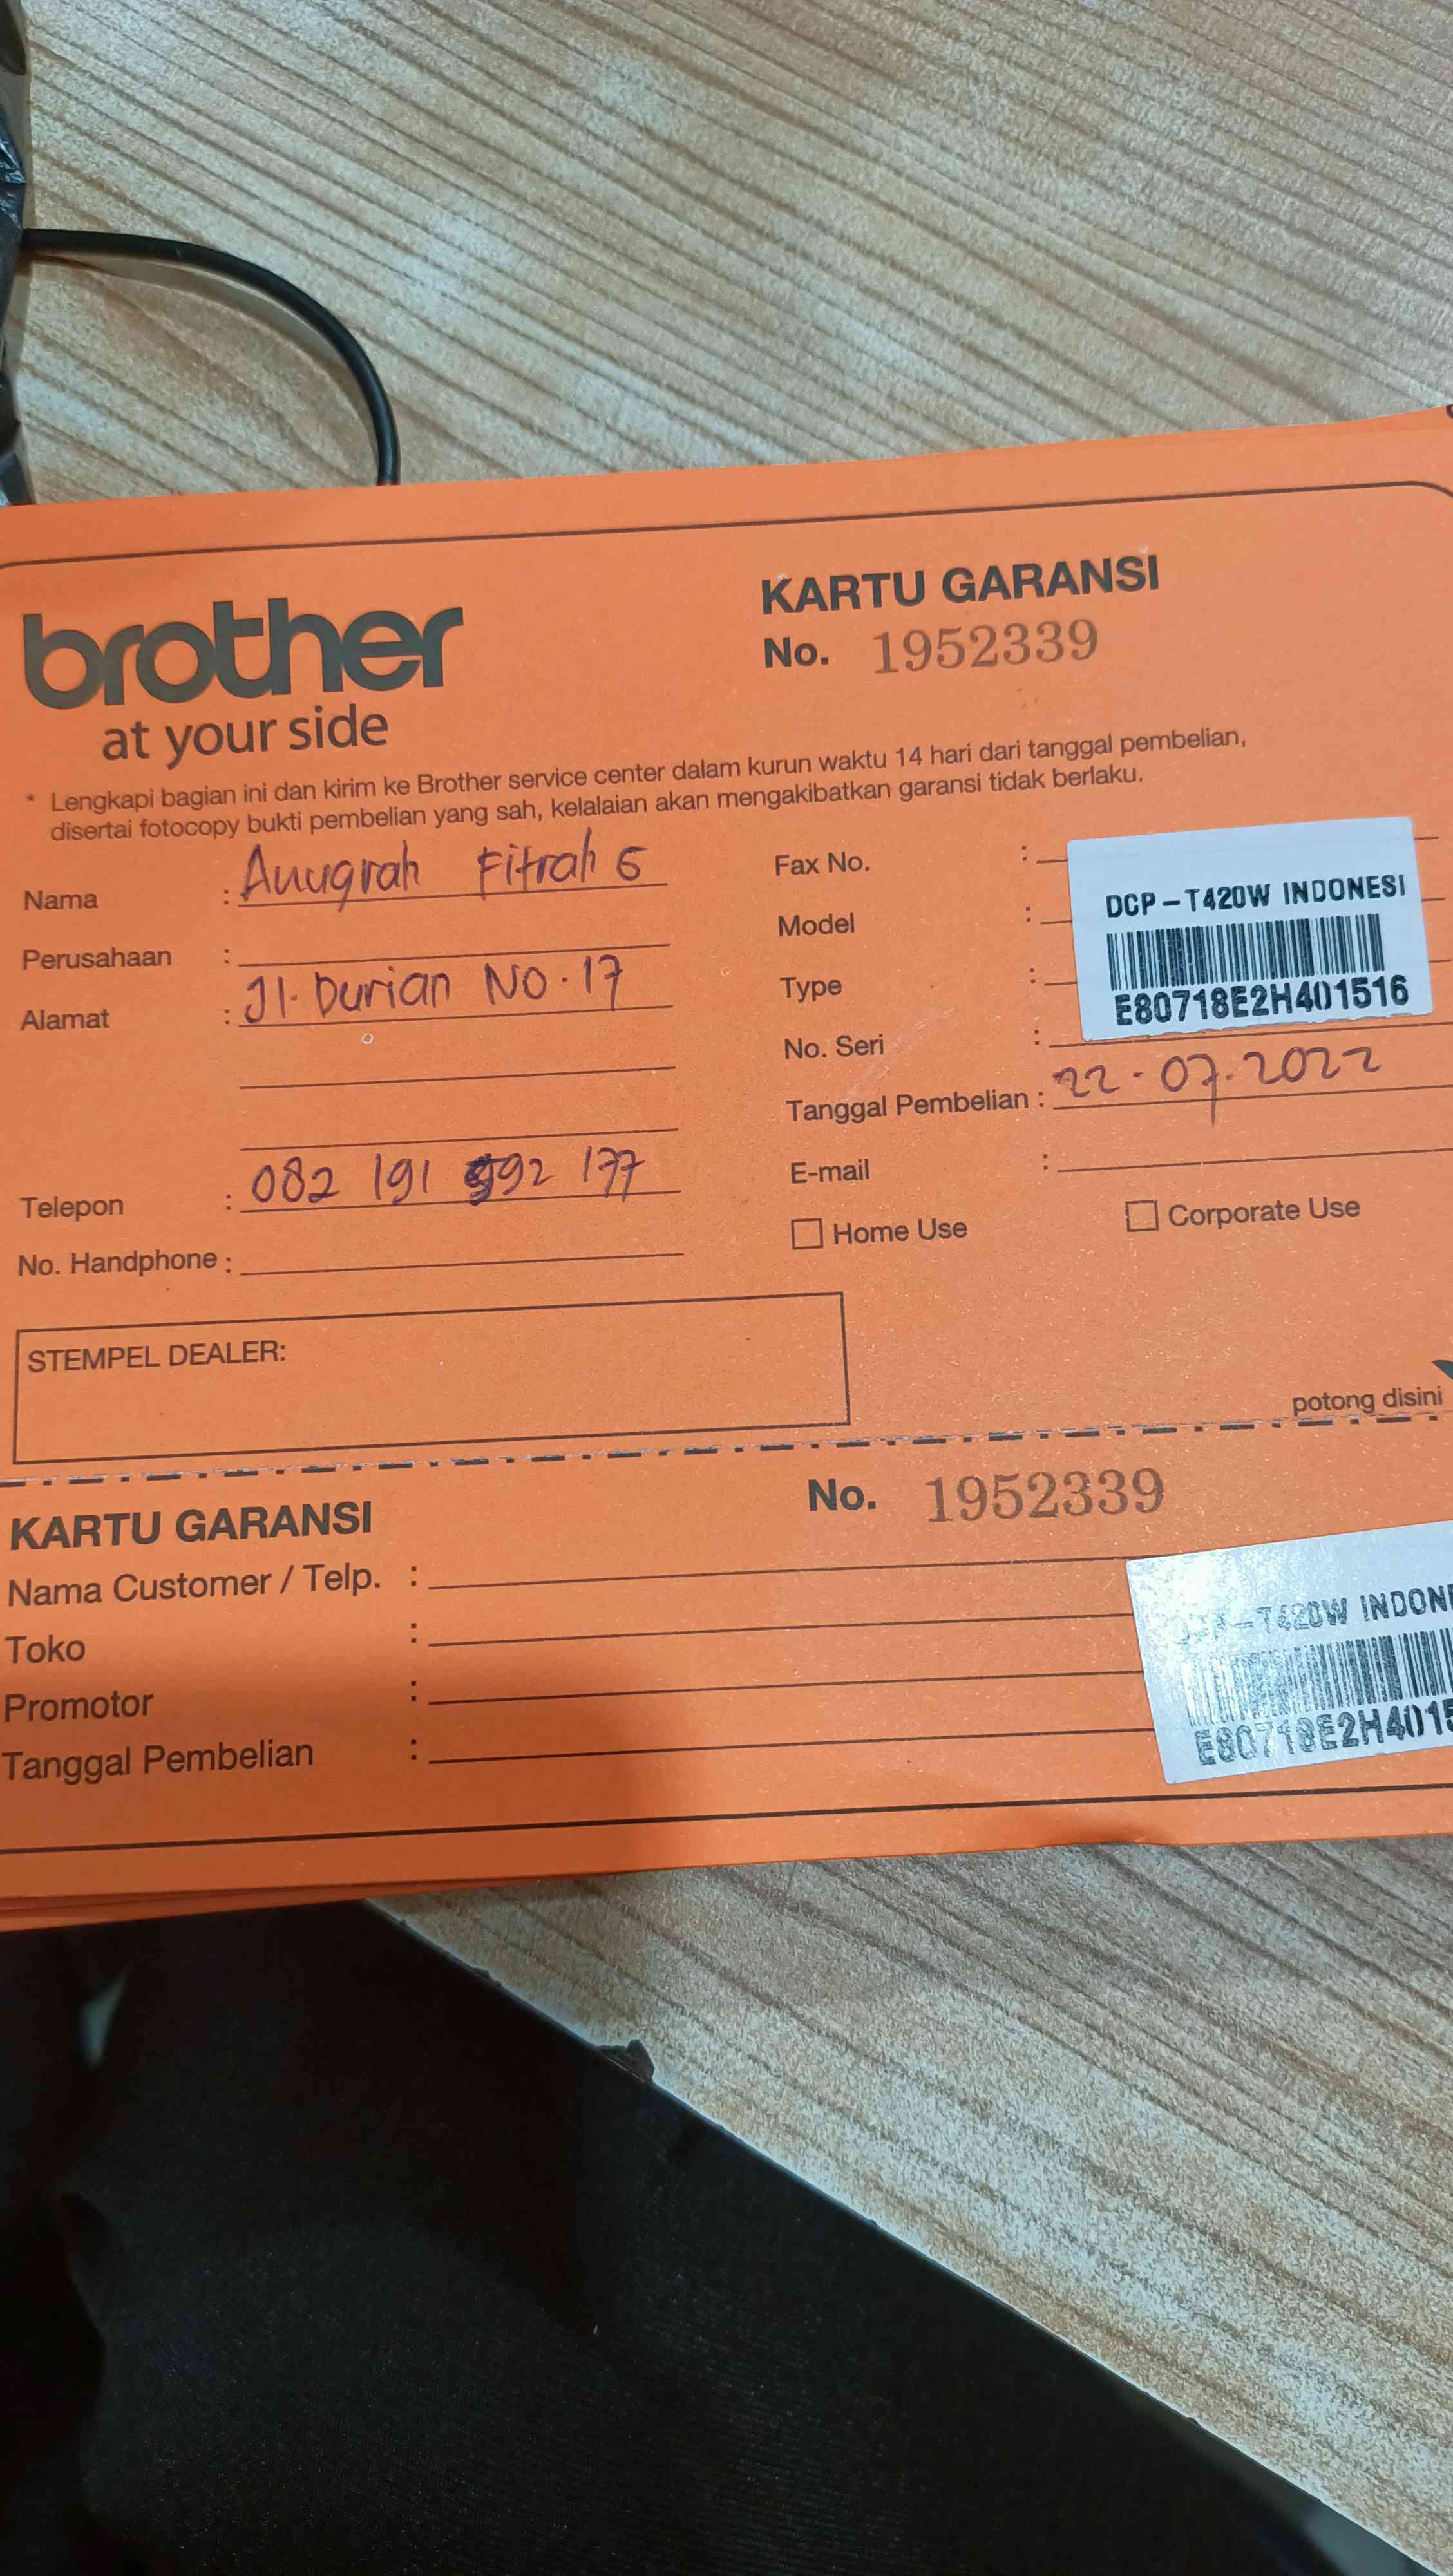 brother
at your side
KARTU GARANSI
No. 1952339
* Lengkapi bagian ini dan kirim ke Brother service center dalam kurun waktu 14 hari dari tanggal pembelian,
disertai fotocopy bukti pembelian yang sah, kelalaian akan mengakibatkan garansi tidak berlaku.
Nama : Anugrah Fitrah G
Perusahaan :
Alamat : Jl. Durian NO. 17
Telepon : 082 191 992 177
No. Handphone :
Fax No. :
Model :
Type :
No. Seri :
DCP-T420W INDONESI
E80718E2H401516
Tanggal Pembelian : 22-07-2022
E-mail :
Home Use
Corporate Use
STEMPEL DEALER:
potong disini
KARTU GARANSI
No. 1952339
Nama Customer / Telp. :
Toko :
Promotor :
Tanggal Pembelian :
-T420W INDONE
E80718E2H4015